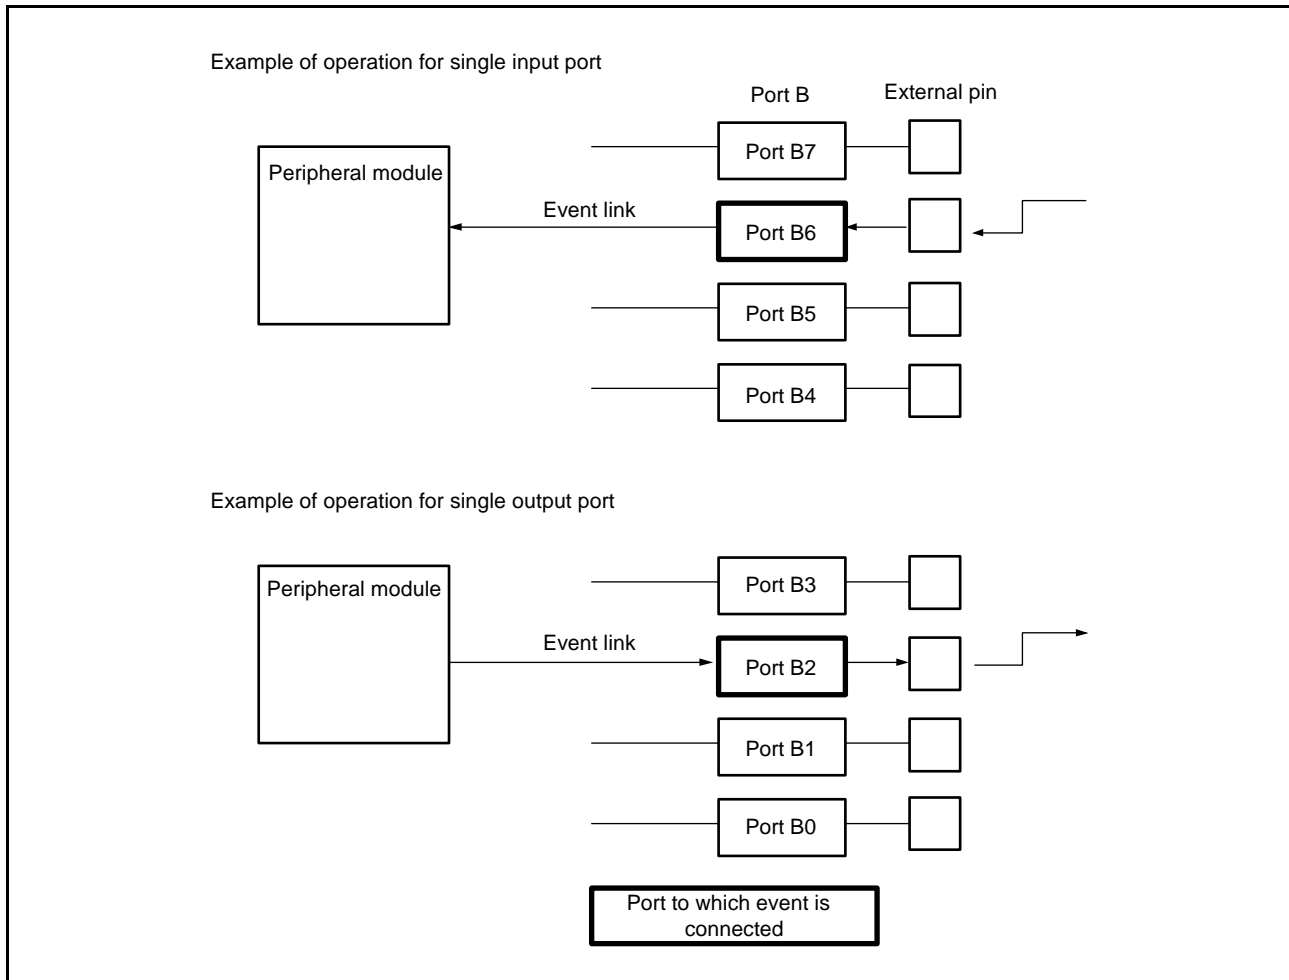 Example of operation for single input port
Port B
External pin
Port B7
Peripheral module
Event link
Port B6
Port B5
Port B4
Example of operation for single output port
Port B3
Peripheral module
Event link
Port B2
Port B1
Port B0
Port to which event is
connected